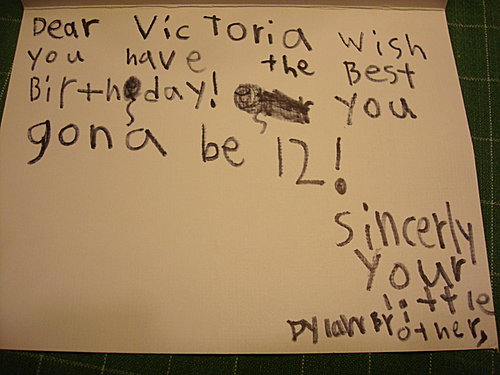 Dear Victoria Wish
you have the Best
Birthday! you
gona be 12!
sincerly
your
little
Dylan Brother,